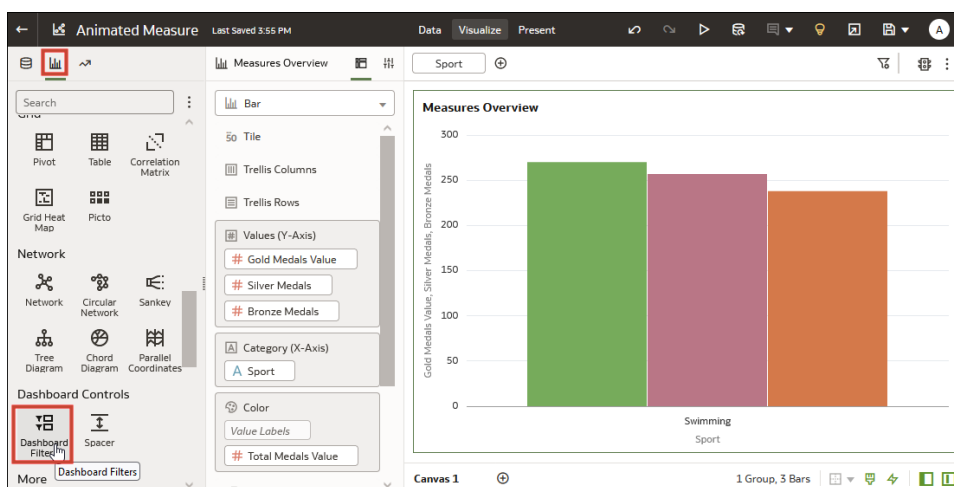 Animated Measure Last Saved 3:55 PM Data Visualize Present A
Measures Overview
Sport
Search
Grid
Pivot Table Correlation
Matrix
Grid Heat Picto
Map
Network
Network Circular Sankey
Network
Tree Chord Parallel
Diagram Diagram Coordinates
Dashboard Controls
Dashboard Spacer
Filters
Dashboard Filters
More
Bar
50 Tile
Trellis Columns
Trellis Rows
# Values (Y-Axis)
# Gold Medals Value
# Silver Medals
# Bronze Medals
A Category (X-Axis)
A Sport
Color
Value Labels
# Total Medals Value
Measures Overview
Gold Medals Value, Silver Medals, Bronze Medals
300
250
200
150
100
50
0
Swimming
Sport
Canvas 1 1 Group, 3 Bars